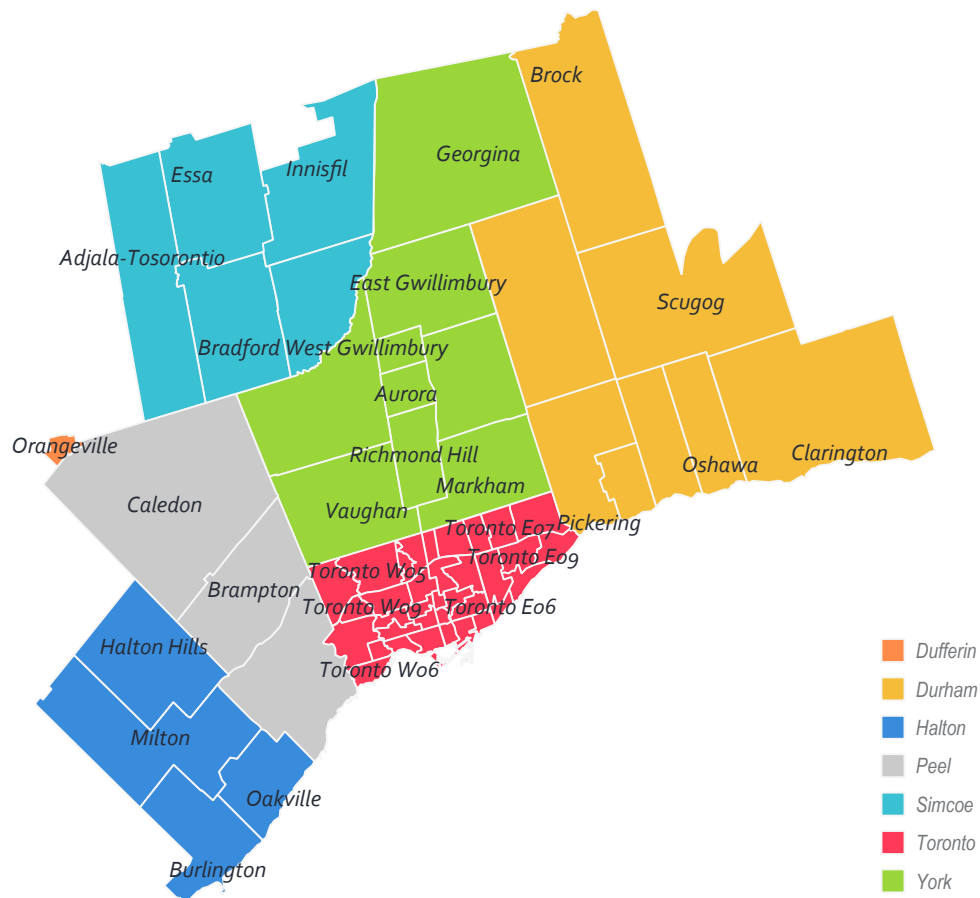 Brock
Georgina
Essa
Innisfil
Adjala-Tosorontio
East Gwillimbury
Scugog
Bradford West Gwillimbury
Aurora
Orangeville
Richmond Hill
Clarington
Oshawa
Markham
Caledon
Vaughan
Pickering
Toronto E07
Toronto E09
Toronto W05
Brampton
Toronto W09
Toronto E06
Halton Hills
Toronto W06
Milton
Oakville
Burlington
Dufferin
Durham
Halton
Peel
Simcoe
Toronto
York